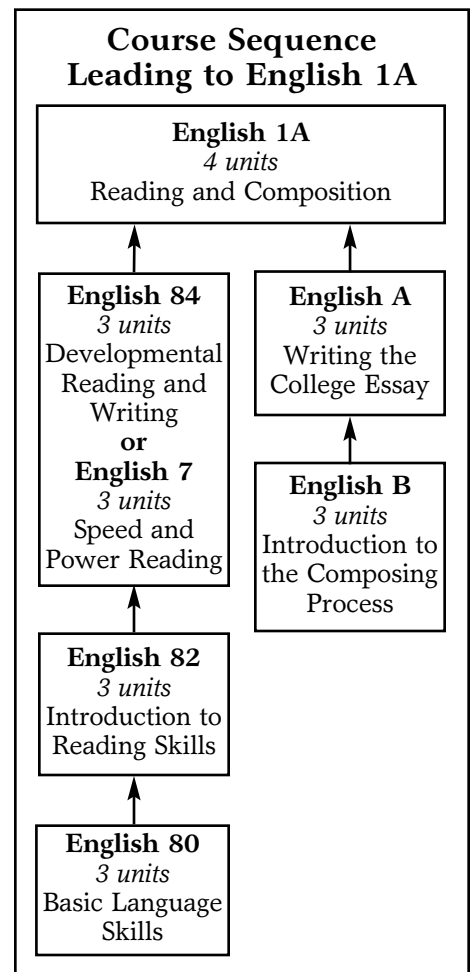 Course Sequence
Leading to English 1A
English 1A
4 units
Reading and Composition
English 84
3 units
Developmental
Reading and
Writing
or
English 7
3 units
Speed and
Power Reading
English A
3 units
Writing the
College Essay
English B
3 units
Introduction to
the Composing
Process
English 82
3 units
Introduction to
Reading Skills
English 80
3 units
Basic Language
Skills